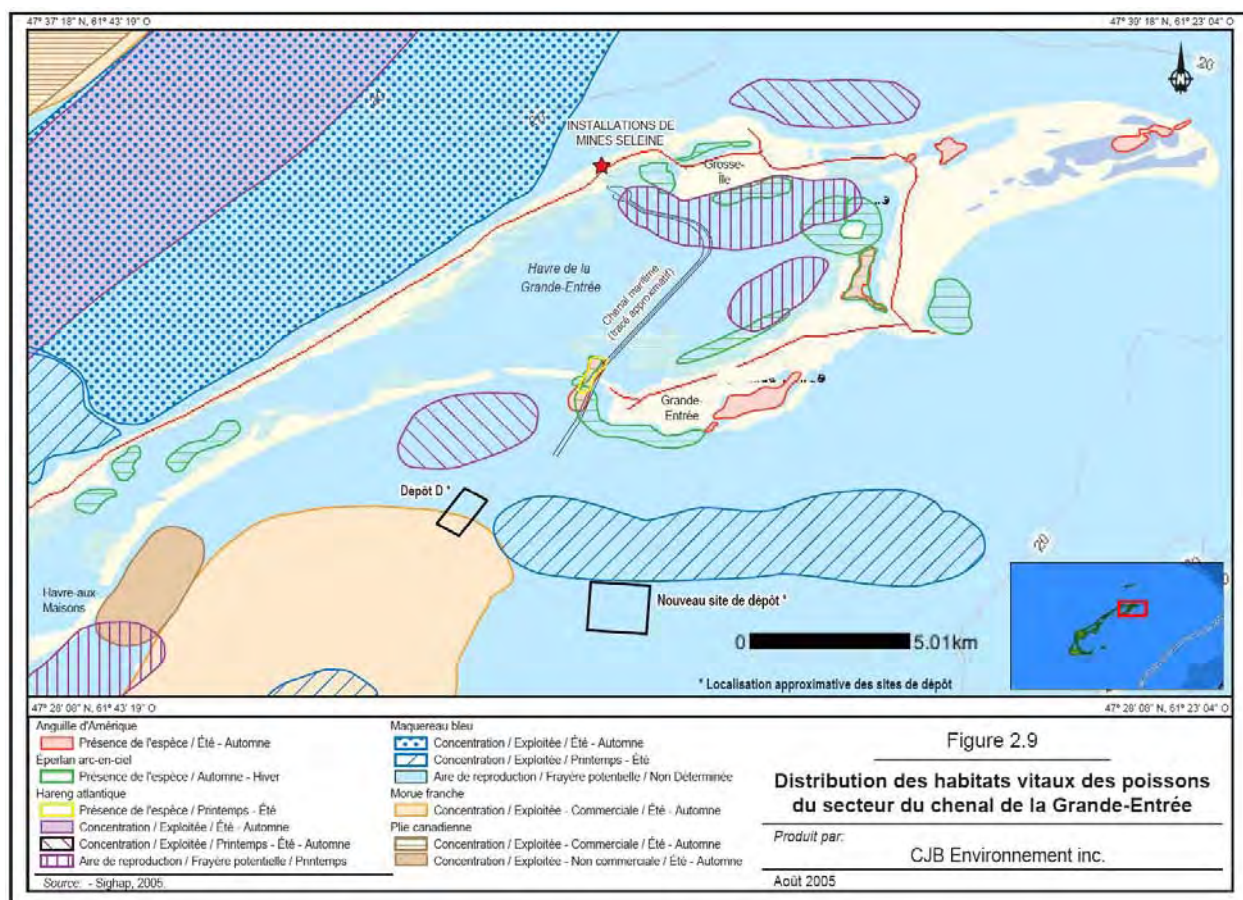 47° 37' 18" N, 61° 43' 19" O
47° 39' 18" N, 61° 23' 04" O
20
20
20
N
INSTALLATIONS DE
MINES SELEINE
Grosse-
Île
Havre de la
Grande-Entrée
Chenal maritime
(tracé approximatif)
Grande-
Entrée
Dépôt D *
20
Havre-aux
Maisons
Nouveau site de dépôt *
0 5.01km
* Localisation approximative des sites de dépôt
47° 28' 08" N, 61° 43' 19" O
47° 28' 08" N, 61° 23' 04" O
Anguille d'Amérique
Présence de l'espèce / Été - Automne
Éperlan arc-en-ciel
Présence de l'espèce / Automne - Hiver
Hareng atlantique
Présence de l'espèce / Printemps - Été
Concentration / Exploitée / Été - Automne
Concentration / Exploitée / Printemps - Été - Automne
Aire de reproduction / Frayère potentielle / Printemps
Source: - Sighap, 2005.
Maquereau bleu
Concentration / Exploitée / Été - Automne
Concentration / Exploitée / Printemps - Été
Aire de reproduction / Frayère potentielle / Non Déterminée
Morue franche
Concentration / Exploitée - Commerciale / Été - Automne
Plie canadienne
Concentration / Exploitée - Commerciale / Été - Automne
Concentration / Exploitée - Non commerciale / Été - Automne
Figure 2.9
Distribution des habitats vitaux des poissons
du secteur du chenal de la Grande-Entrée
Produit par:
CJB Environnement inc.
Août 2005